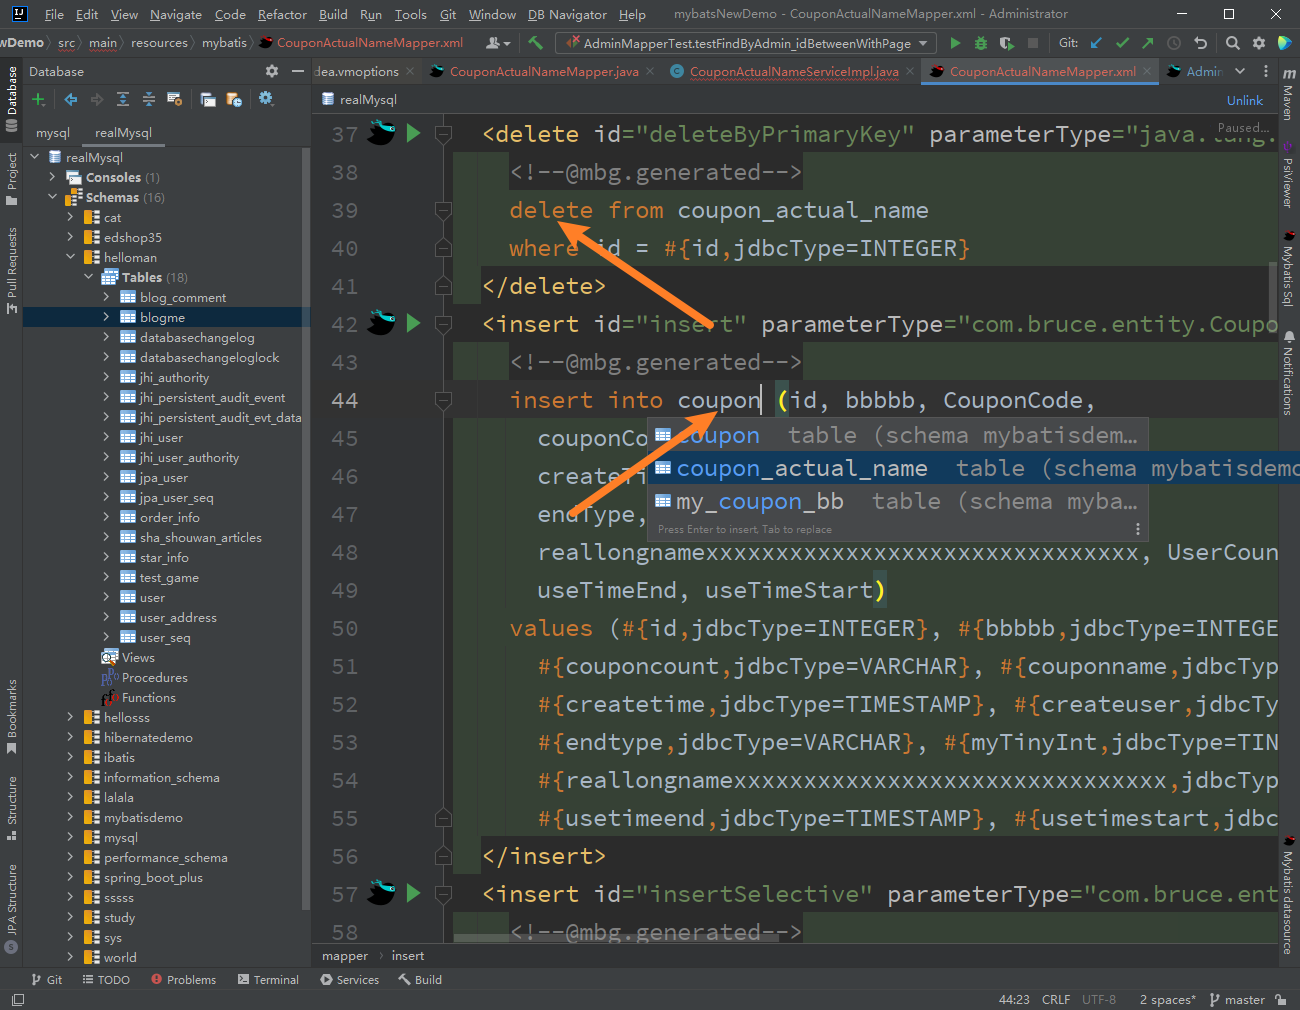 File Edit View Navigate Code Refactor Build Run Tools Git Window DB Navigator Help mybatsNewDemo - CouponActualNameMapper.xml - Administrator
wDemo src main resources mybatis CouponActualNameMapper.xml AdminMapperTest.testFindByAdmin_idBetweenWithPage Git:
Database
dea.vmoptions CouponActualNameMapper.java CouponActualNameServiceImpl.java CouponActualNameMapper.xml Admin
realMysql Unlink
mysql realMysql
realMysql
Consoles (1)
Schemas (16)
cat
edshop35
helloman
Tables (18)
blog_comment
blogme
databasechangelog
databasechangeloglock
jhi_authority
jhi_persistent_audit_event
jhi_persistent_audit_evt_data
jhi_user
jhi_user_authority
jpa_user
jpa_user_seq
order_info
sha_shouwan_articles
star_info
test_game
user
user_address
user_seq
Views
Procedures
Functions
hellosss
hibernatedemo
ibatis
information_schema
lalala
mybatisdemo
mysql
performance_schema
spring_boot_plus
sssss
study
sys
world
Paused...
37 <delete id="deleteByPrimaryKey" parameterType="java.lang.
38 <!--@mbg.generated-->
39 delete from coupon_actual_name
40 where id = #{id,jdbcType=INTEGER}
41 </delete>
42 <insert id="insert" parameterType="com.bruce.entity.Coupo
43 <!--@mbg.generated-->
44 insert into coupon (id, bbbbb, CouponCode,
45 couponCo
46 createTi
47 endType,
coupon table (schema mybatisdem...
coupon_actual_name table (schema mybatisdemo
my_coupon_bb table (schema myba...
Press Enter to insert, Tab to replace
48 reallongnamexxxxxxxxxxxxxxxxxxxxxxxxxxxxxxx, UserCoun
49 useTimeEnd, useTimeStart)
50 values (#{id,jdbcType=INTEGER}, #{bbbbb,jdbcType=INTEGE
51 #{couponcount,jdbcType=VARCHAR}, #{couponname,jdbcTyp
52 #{createtime,jdbcType=TIMESTAMP}, #{createuser,jdbcTy
53 #{endtype,jdbcType=VARCHAR}, #{myTinyInt,jdbcType=TIN
54 #{reallongnamexxxxxxxxxxxxxxxxxxxxxxxxxxxxxxx,jdbcTyp
55 #{usetimeend,jdbcType=TIMESTAMP}, #{usetimestart,jdbc
56 </insert>
57 <insert id="insertSelective" parameterType="com.bruce.ent
58 <!--@mbg.generated-->
mapper insert
Database
Project
Pull Requests
Bookmarks
Structure
JPA Structure
Maven
PsiViewer
Mybatis Sql
Notifications
Mybatis datasource
Git TODO Problems Terminal Services Build
44:23 CRLF UTF-8 2 spaces* master